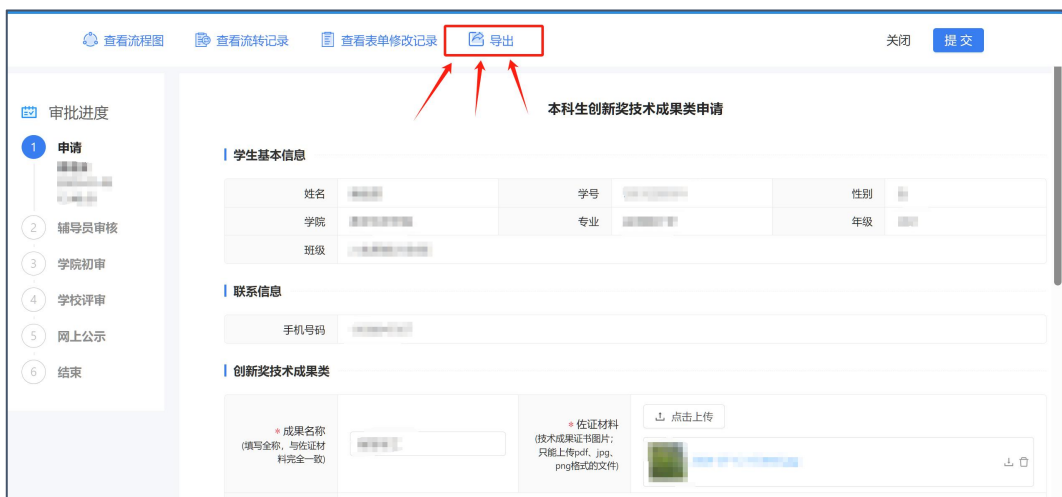 查看流程图 查看流转记录 查看表单修改记录 导出 关闭 提交
审批进度
1 申请
2 辅导员审核
3 学院初审
4 学校评审
5 网上公示
6 结束
本科生创新奖技术成果类申请
学生基本信息
姓名 学号 性别
学院 专业 年级
班级
联系信息
手机号码
创新奖技术成果类
* 成果名称
(填写全称，与佐证材
料完全一致)
* 佐证材料
(技术成果证书图片；
只能上传pdf、jpg、
png格式的文件)
点击上传